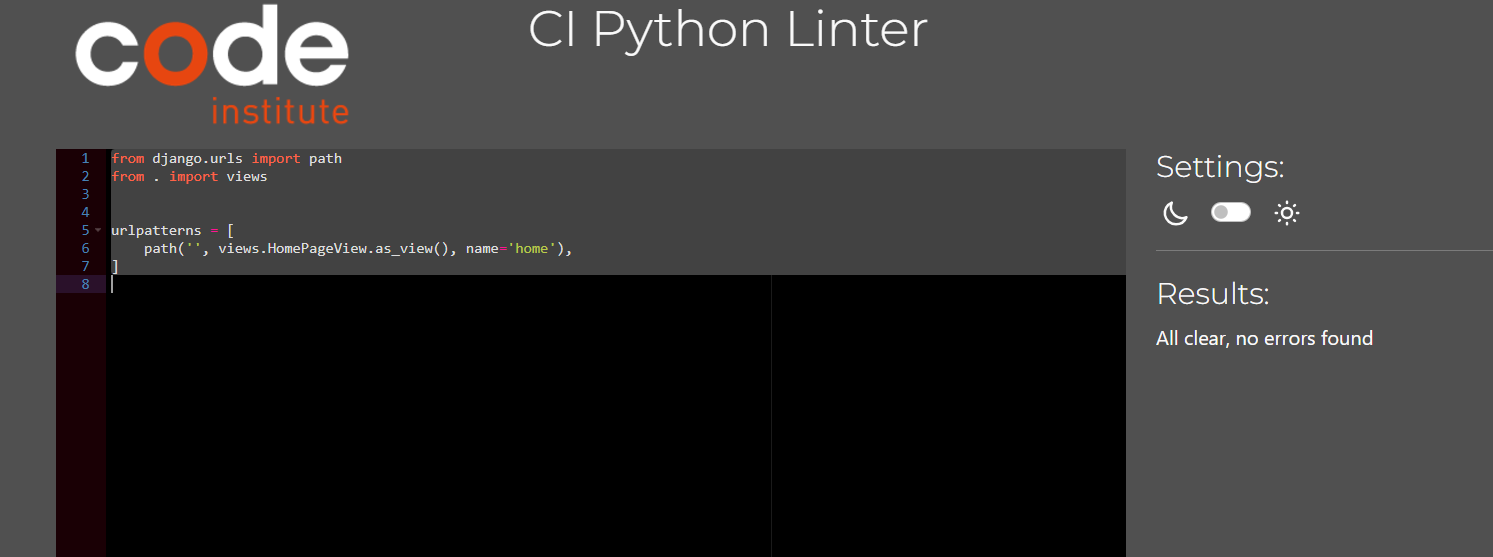 code
institute
CI Python Linter
1 from django.urls import path
2 from . import views
3
4
5 urlpatterns = [
6     path('', views.HomePageView.as_view(), name='home'),
7 ]
8
Settings:
Results:
All clear, no errors found